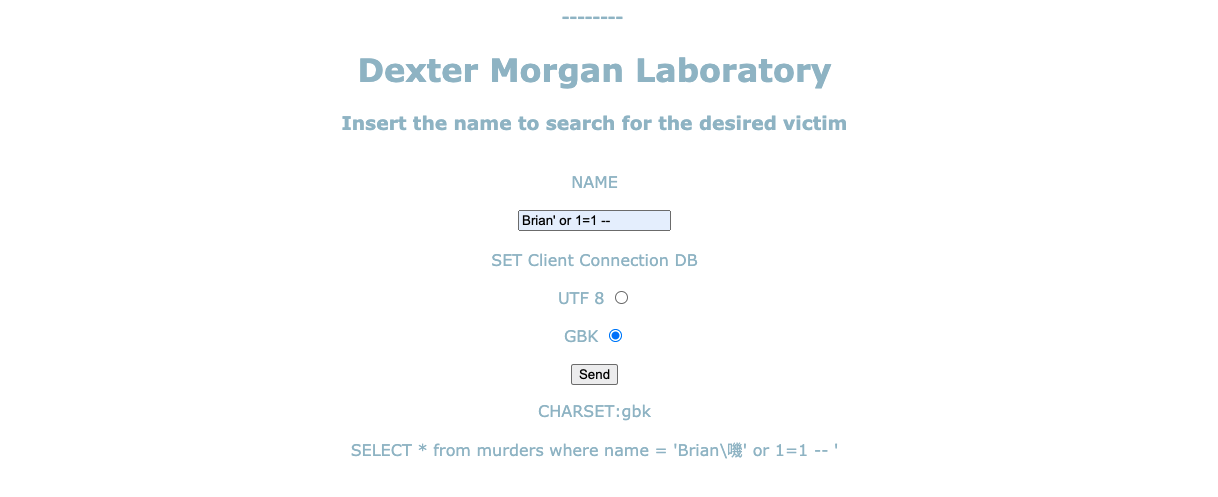 --------
Dexter Morgan Laboratory
Insert the name to search for the desired victim
NAME
Brian' or 1=1 --
SET Client Connection DB
UTF 8
GBK
Send
CHARSET:gbk
SELECT * from murders where name = 'Brian\嘰' or 1=1 -- '